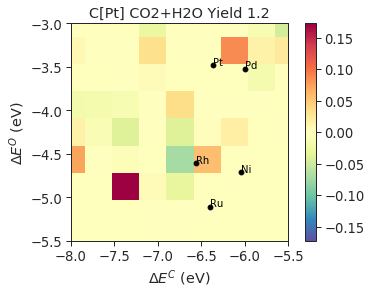 C[Pt] CO2+H2O Yield 1.2
−3.0
−3.5
−4.0
−4.5
−5.0
−5.5
ΔE^O (eV)
Pt
Pd
Rh
Ni
Ru
−8.0 −7.5 −7.0 −6.5 −6.0 −5.5
ΔE^C (eV)
0.15
0.10
0.05
0.00
−0.05
−0.10
−0.15